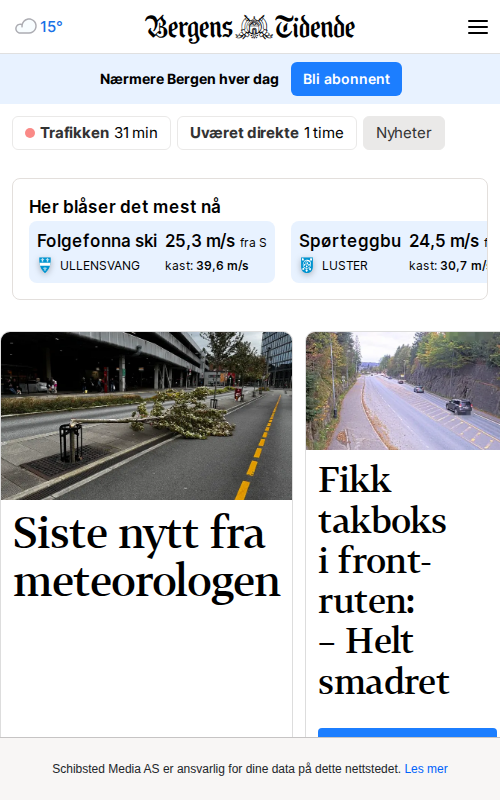 15°
Bergens Tidende
Nærmere Bergen hver dag
Bli abonnent
Trafikken 31 min
Uværet direkte 1 time
Nyheter
Her blåser det mest nå
Folgefonna ski 25,3 m/s fra S
ULLENSVANG kast: 39,6 m/s
Spørteggbu 24,5 m/s f
LUSTER kast: 30,7 m/s
Siste nytt fra
meteorologen
Fikk
takboks
i front-
ruten:
– Helt
smadret
Schibsted Media AS er ansvarlig for dine data på dette nettstedet. Les mer